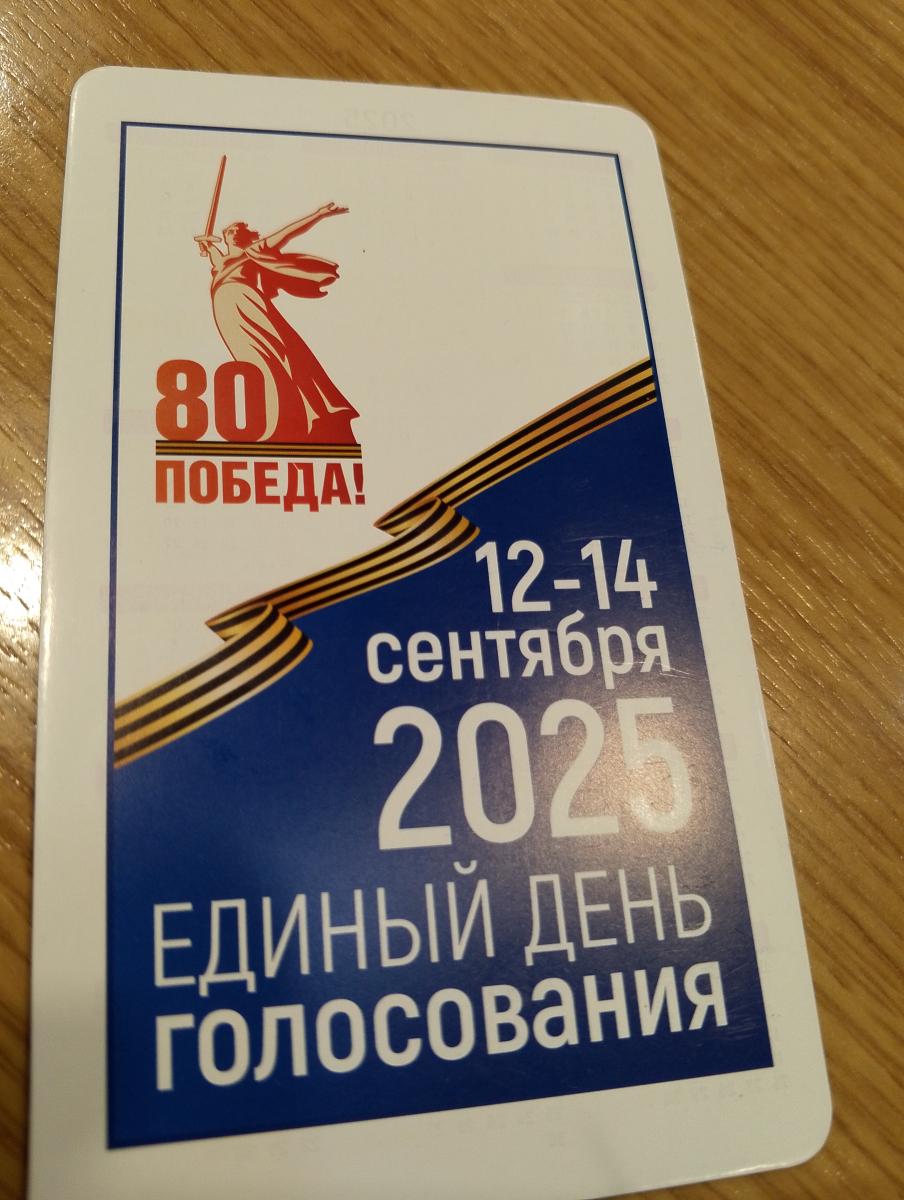 80
ПОБЕДА!
12-14
сентября
2025
ЕДИНЫЙ ДЕНЬ
ГОЛОСОВАНИЯ